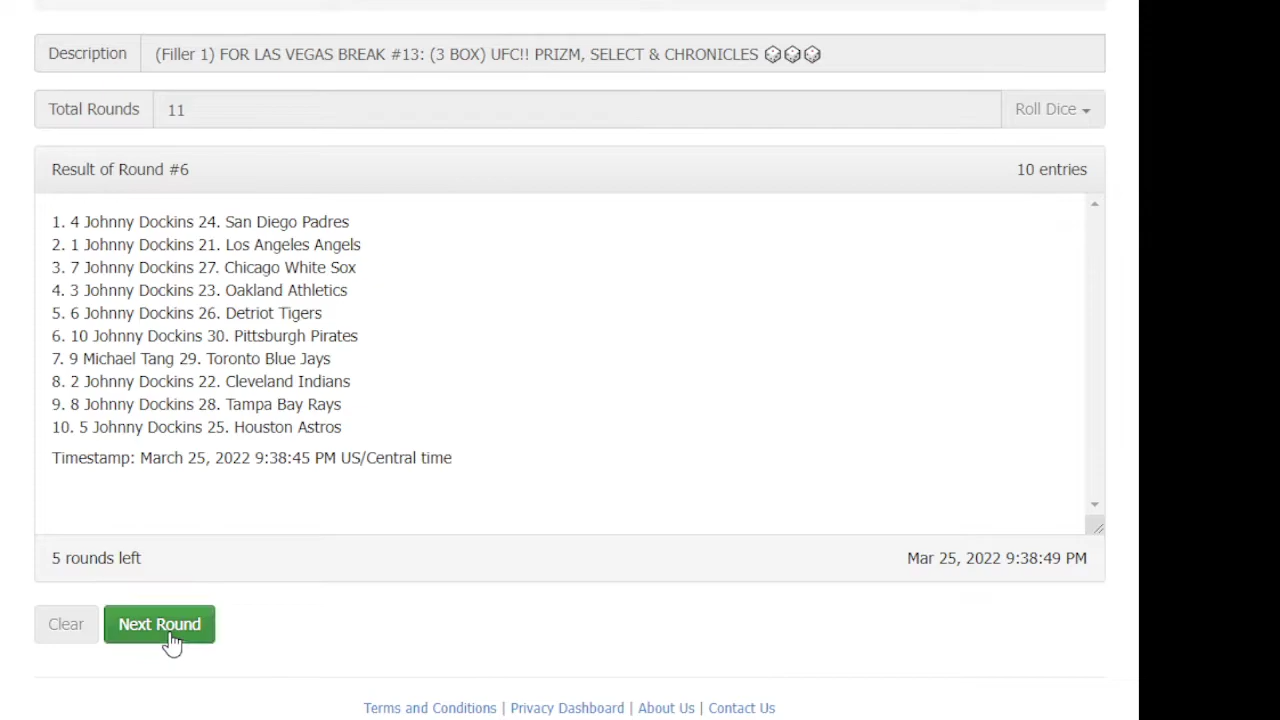 Description (Filler 1) FOR LAS VEGAS BREAK #13: (3 BOX) UFC!! PRIZM, SELECT & CHRONICLES 🎲🎲🎲
Total Rounds 11 Roll Dice
Result of Round #6 10 entries
1. 4 Johnny Dockins 24. San Diego Padres
2. 1 Johnny Dockins 21. Los Angeles Angels
3. 7 Johnny Dockins 27. Chicago White Sox
4. 3 Johnny Dockins 23. Oakland Athletics
5. 6 Johnny Dockins 26. Detriot Tigers
6. 10 Johnny Dockins 30. Pittsburgh Pirates
7. 9 Michael Tang 29. Toronto Blue Jays
8. 2 Johnny Dockins 22. Cleveland Indians
9. 8 Johnny Dockins 28. Tampa Bay Rays
10. 5 Johnny Dockins 25. Houston Astros
Timestamp: March 25, 2022 9:38:45 PM US/Central time
5 rounds left Mar 25, 2022 9:38:49 PM
Clear Next Round
Terms and Conditions | Privacy Dashboard | About Us | Contact Us